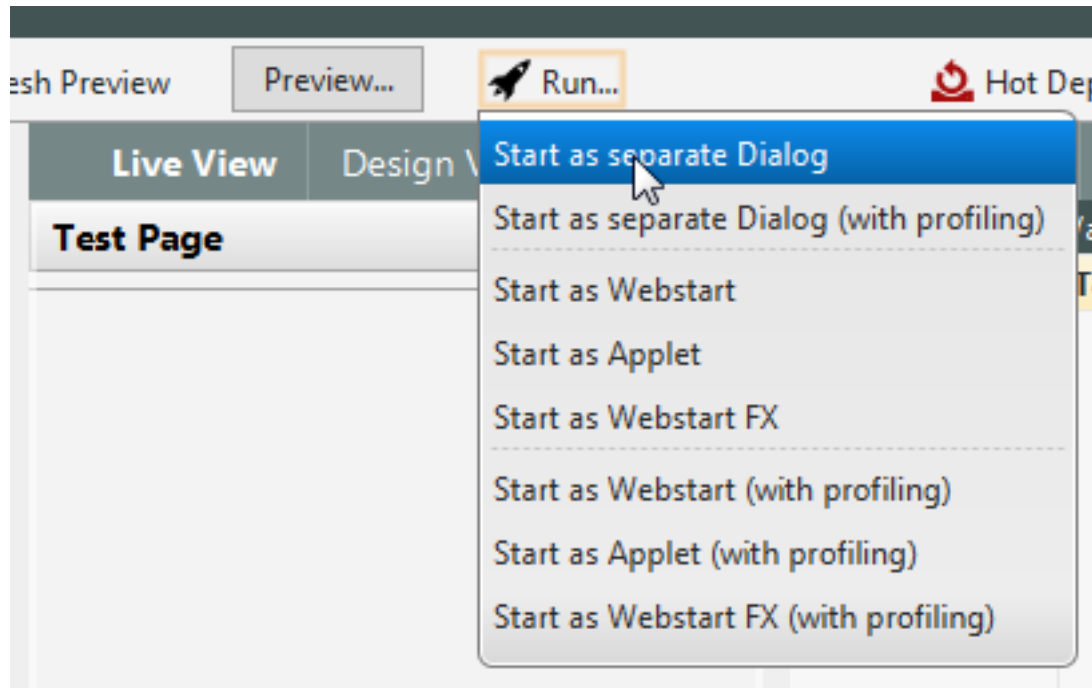 esh Preview Preview... Run... Hot Dep
Live View Design V
Test Page
Start as separate Dialog
Start as separate Dialog (with profiling)
Start as Webstart
Start as Applet
Start as Webstart FX
Start as Webstart (with profiling)
Start as Applet (with profiling)
Start as Webstart FX (with profiling)